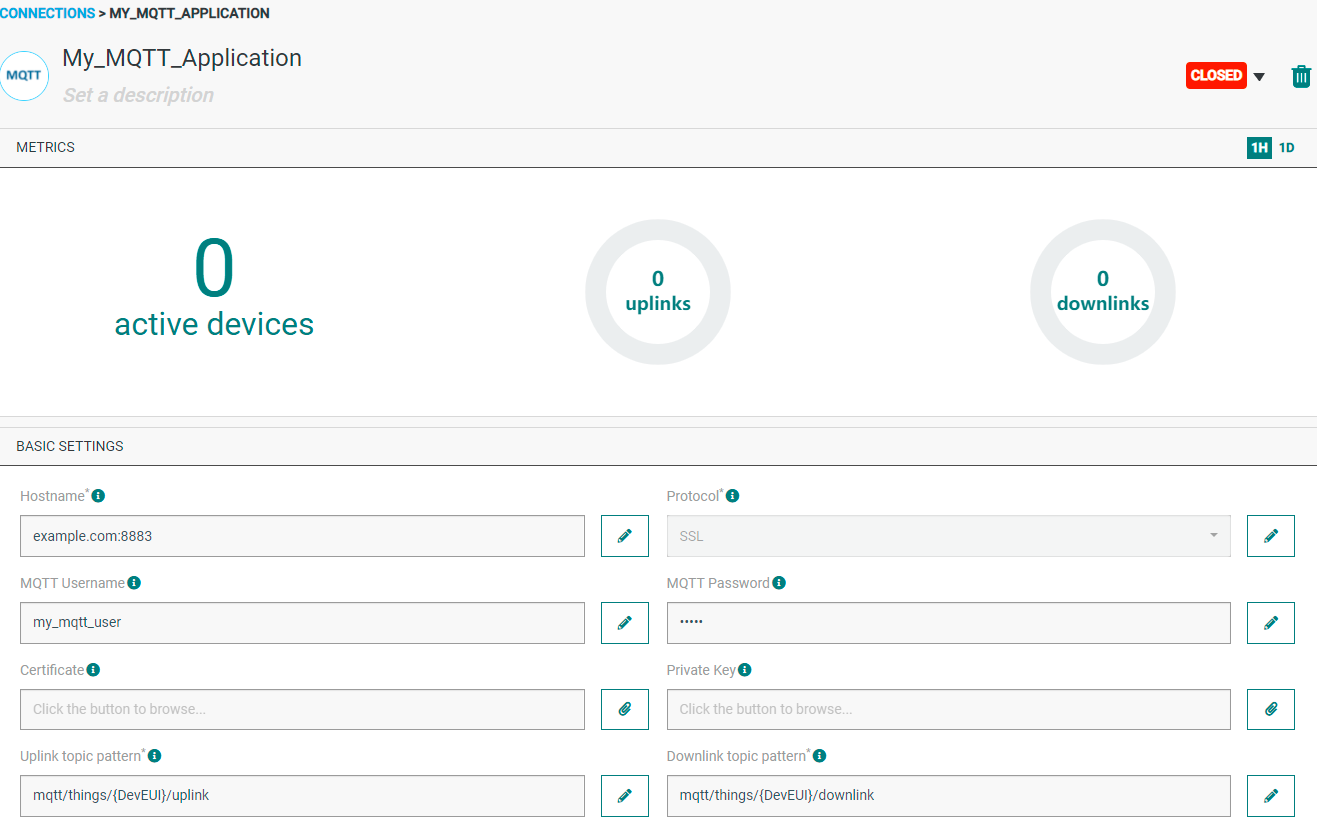 CONNECTIONS > MY_MQTT_APPLICATION
MQTT
My_MQTT_Application
Set a description
CLOSED
METRICS
1H 1D
0
active devices
0
uplinks
0
downlinks
BASIC SETTINGS
Hostname* Protocol*
example.com:8883 SSL
MQTT Username MQTT Password
my_mqtt_user •••••
Certificate Private Key
Click the button to browse... Click the button to browse...
Uplink topic pattern* Downlink topic pattern*
mqtt/things/{DevEUI}/uplink mqtt/things/{DevEUI}/downlink